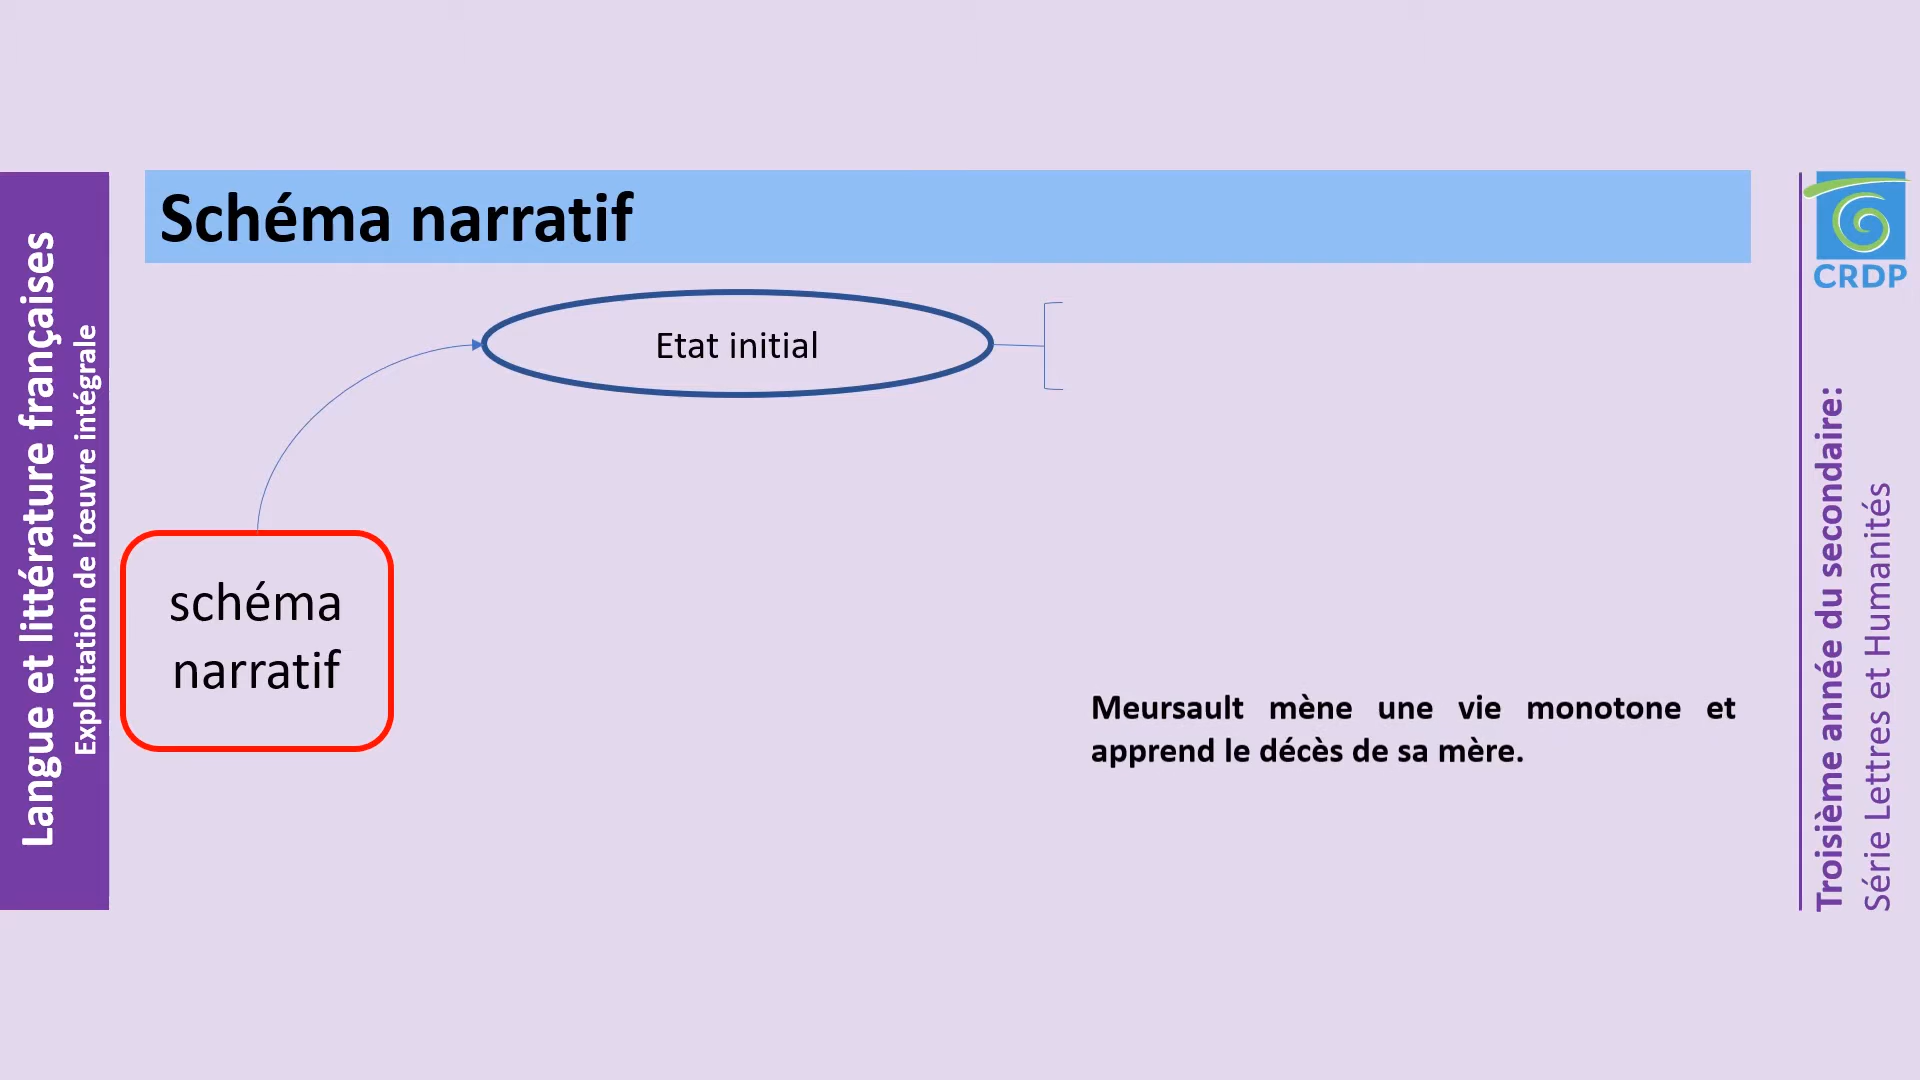 Langue et littérature françaises
Exploitation de l'œuvre intégrale
Schéma narratif
Etat initial
schéma
narratif
Meursault mène une vie monotone et
apprend le décès de sa mère.
CRDP
Troisième année du secondaire:
Série Lettres et Humanités